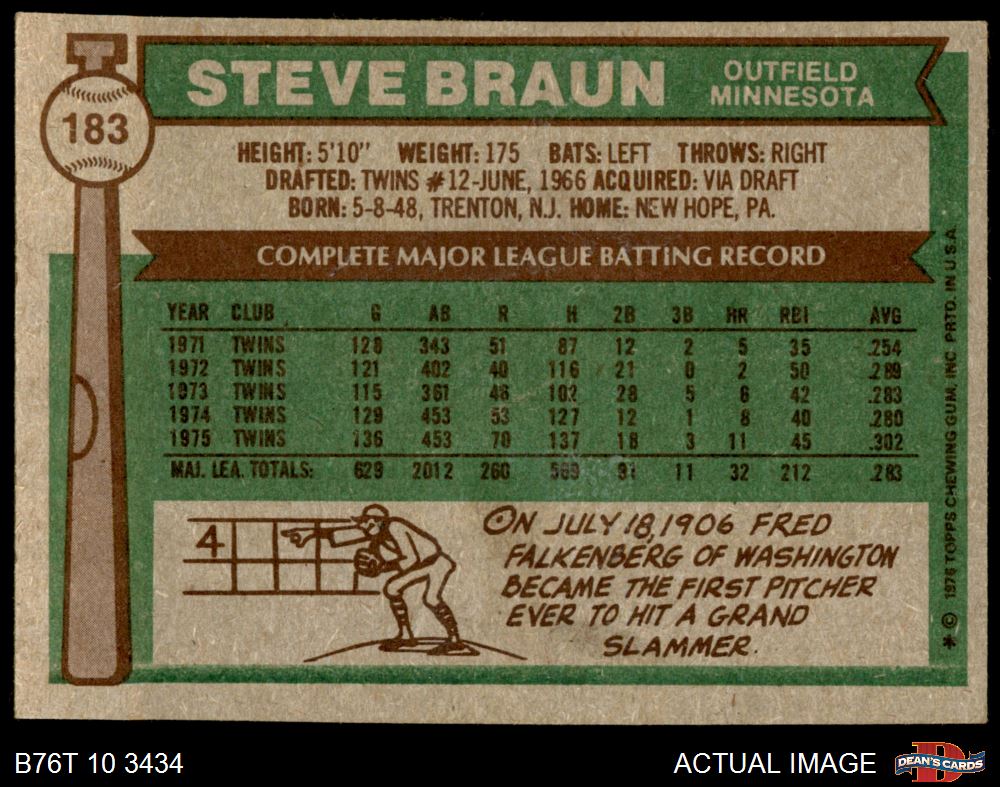 STEVE BRAUN
OUTFIELD
MINNESOTA
183
HEIGHT: 5'10" WEIGHT: 175 BATS: LEFT THROWS: RIGHT
DRAFTED: TWINS #12-JUNE, 1966 ACQUIRED: VIA DRAFT
BORN: 5-8-48, TRENTON, N.J. HOME: NEW HOPE, PA.
COMPLETE MAJOR LEAGUE BATTING RECORD
YEAR CLUB G AB R H 2B 3B HR RBI AVG
1971 TWINS 128 343 51 87 12 2 5 35 .254
1972 TWINS 121 402 40 116 21 0 2 50 .289
1973 TWINS 115 361 48 102 28 5 6 42 .283
1974 TWINS 129 453 53 127 12 1 8 40 .280
1975 TWINS 136 453 70 137 18 3 11 45 .302
MAJ. LEA. TOTALS: 629 2012 260 569 91 11 32 212 .283
4
ON JULY 18, 1906 FRED
FALKENBERG OF WASHINGTON
BECAME THE FIRST PITCHER
EVER TO HIT A GRAND
SLAMMER.
* © 1976 TOPPS CHEWING GUM, INC. PRTD. IN U.S.A.
B76T 10 3434
ACTUAL IMAGE
D
DEAN'S CARDS